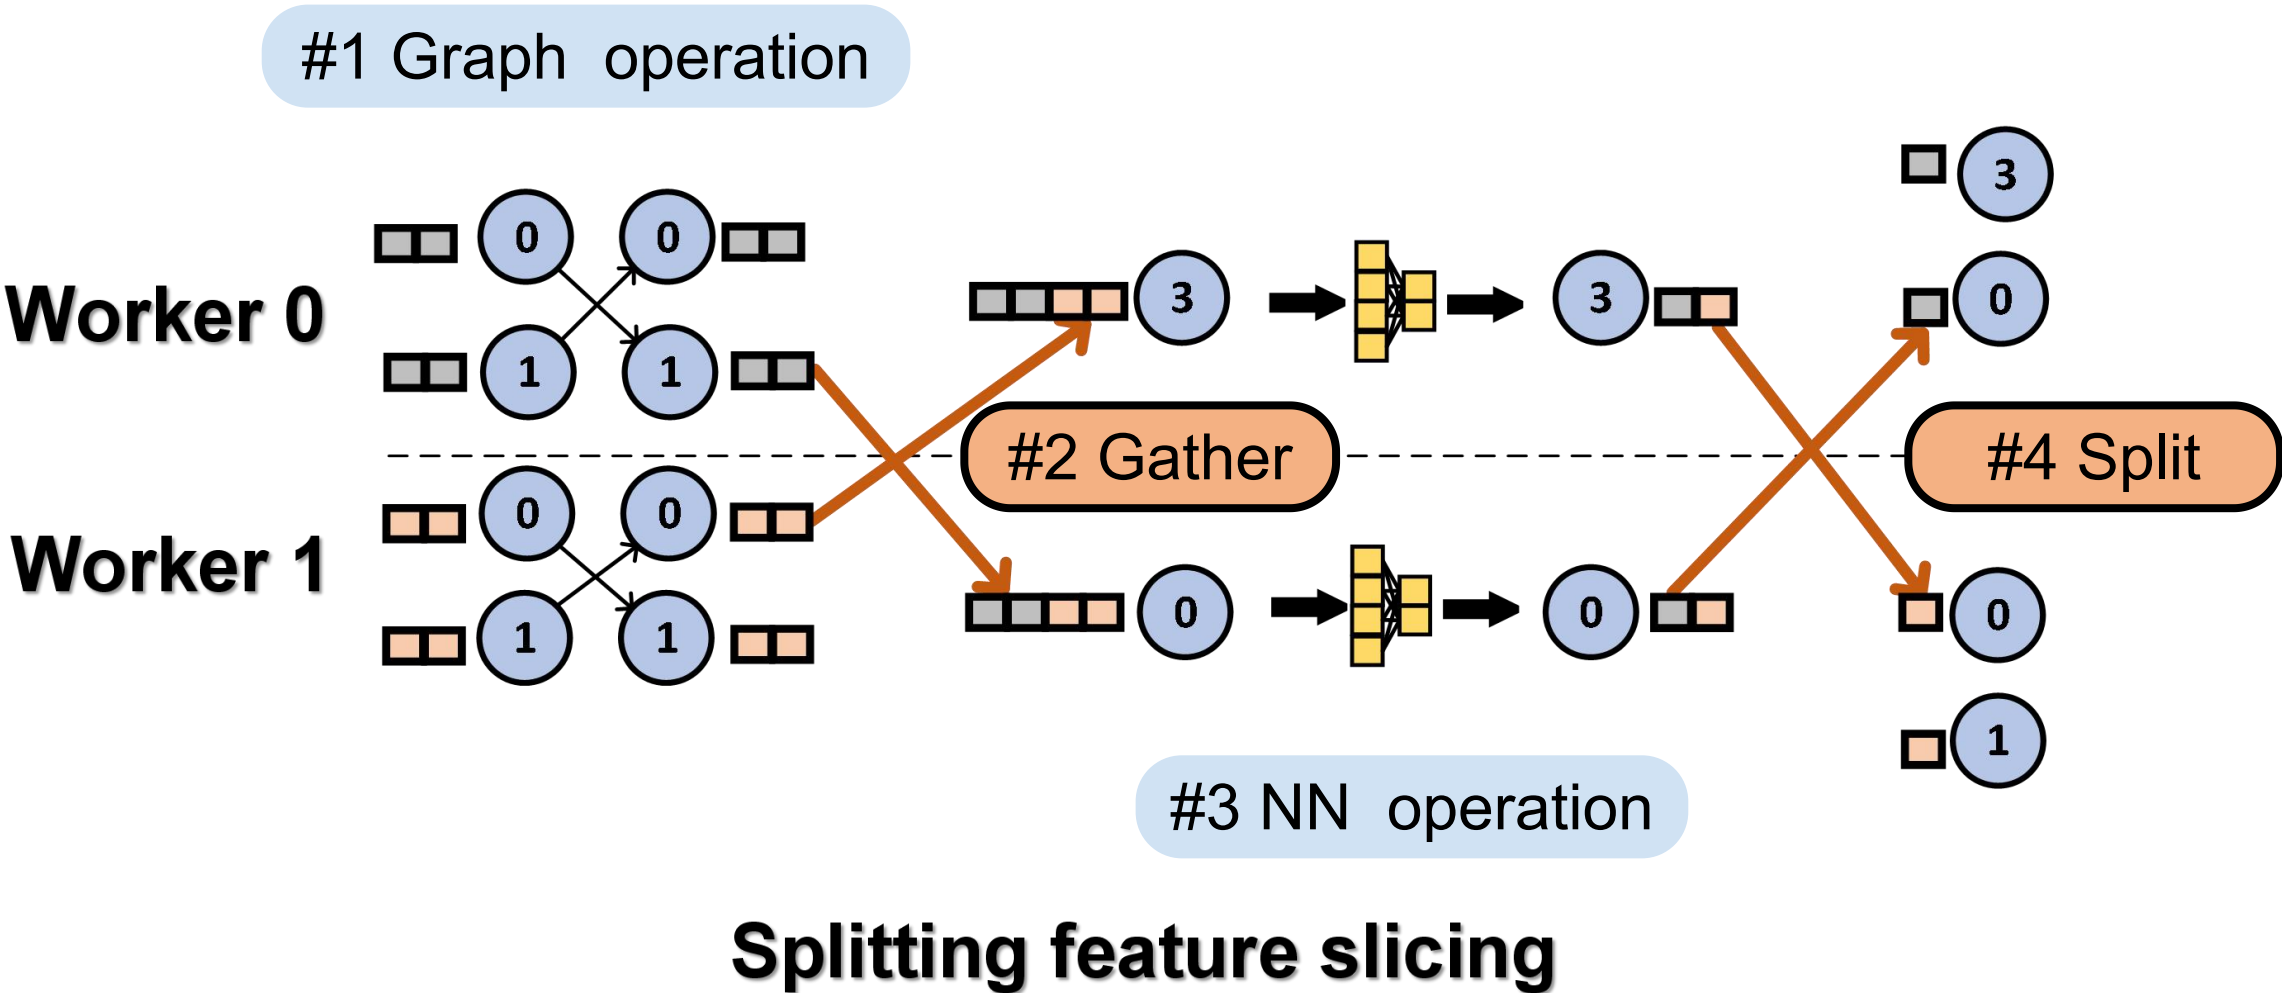 #1 Graph operation
3
0 0
3 3 0
Worker 0
1 1
#2 Gather #4 Split
0 0
Worker 1
0 0 0
1 1
1
#3 NN operation
Splitting feature slicing